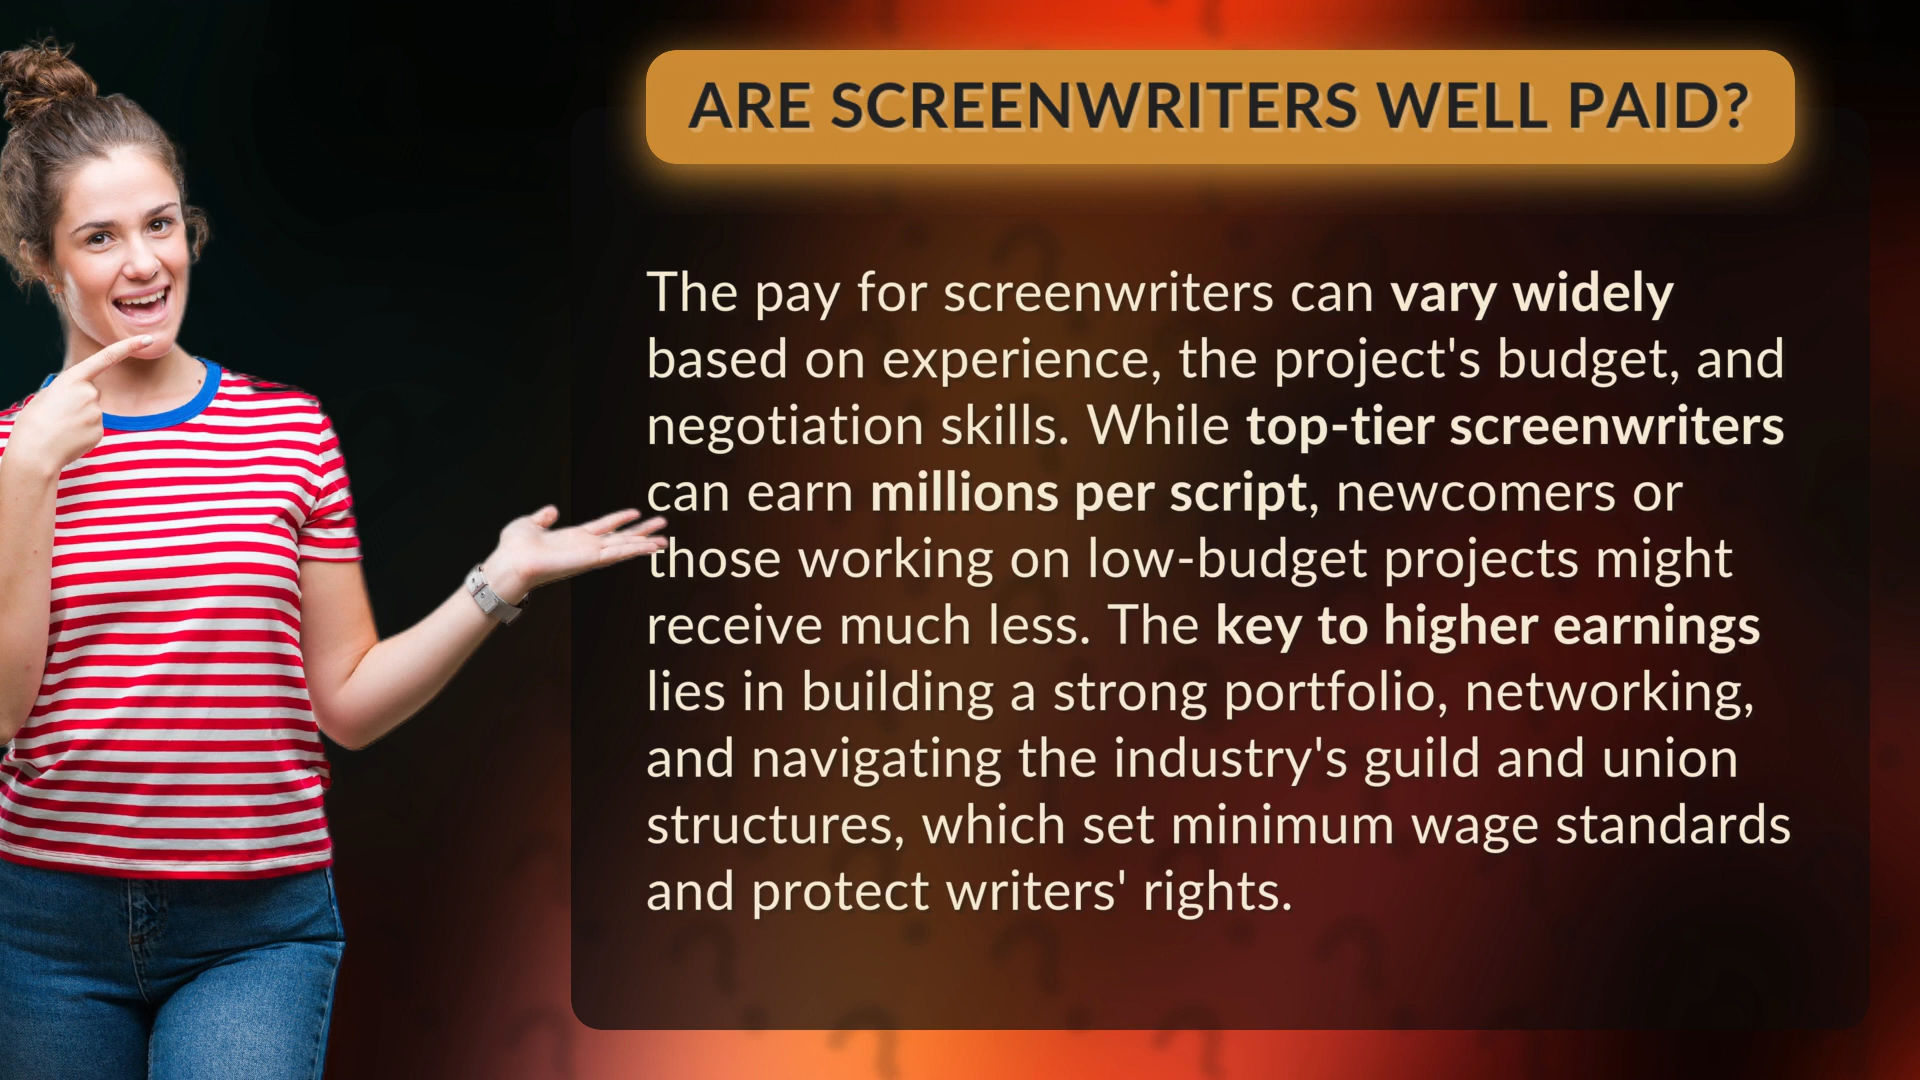 ARE SCREENWRITERS WELL PAID?
The pay for screenwriters can vary widely
based on experience, the project's budget, and
negotiation skills. While top-tier screenwriters
can earn millions per script, newcomers or
those working on low-budget projects might
receive much less. The key to higher earnings
lies in building a strong portfolio, networking,
and navigating the industry's guild and union
structures, which set minimum wage standards
and protect writers' rights.